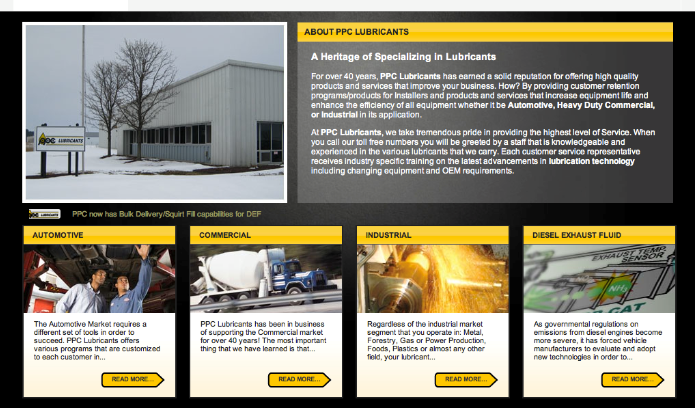 ABOUT PPC LUBRICANTS
A Heritage of Specializing in Lubricants
For over 40 years, PPC Lubricants has earned a solid reputation for offering high quality
products and services that improve your business. How? By providing customer retention
programs/products for Installers and products and services that increase equipment life and
enhance the efficiency of all equipment whether it be Automotive, Heavy Duty Commercial,
or Industrial in its application.
At PPC Lubricants, we take tremendous pride in providing the highest level of Service. When
you call our toll free numbers you will be greeted by a staff that is knowledgeable and
experienced in the various lubricants that we carry. Each customer service representative
receives industry specific training on the latest advancements in lubrication technology
including changing equipment and OEM requirements.
PPC LUBRICANTS
PPC LUBRICANTS
PPC now has Bulk Delivery/Squirt Fill capabilities for DEF
AUTOMOTIVE
The Automotive Market requires a
different set of tools in order to
succeed. PPC Lubricants offers
various programs that are customized
to each customer in...
READ MORE...
COMMERCIAL
PPC Lubricants has been in business
of supporting the Commercial market
for over 40 years! The most important
thing that we have learned is that...
READ MORE...
INDUSTRIAL
Regardless of the industrial market
segment that you operate in: Metal,
Forestry, Gas or Power Production,
Foods, Plastics or almost any other
field, your lubricant...
READ MORE...
DIESEL EXHAUST FLUID
EXHAUST TEMP.
SENSOR
NH3
CAT
As governmental regulations on
emissions from diesel engines become
more severe, it has forced vehicle
manufacturers to evaluate and adopt
new technologies in order to...
READ MORE...